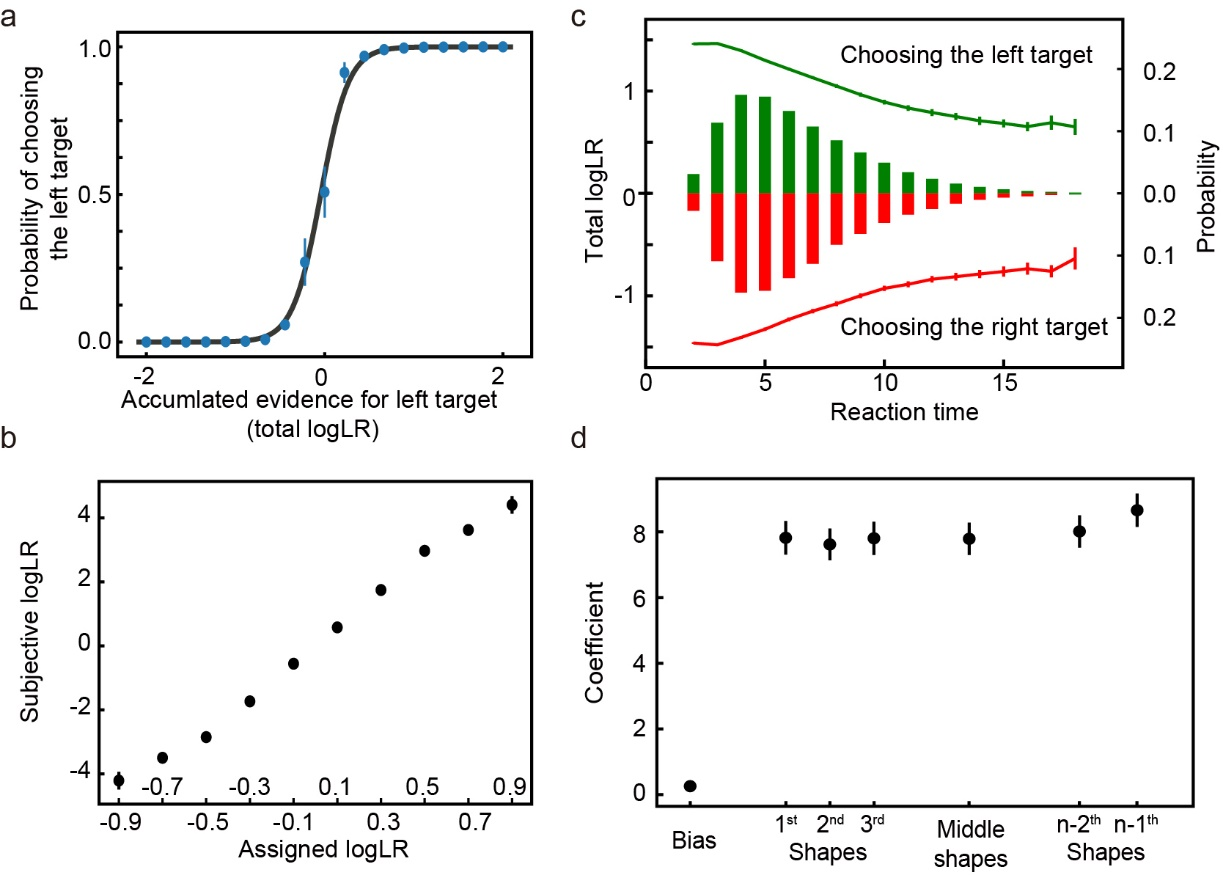 a
Probability of choosing
the left target
1.0
0.5
0.0
-2
0
2
Accumlated evidence for left target
(total logLR)
c
Total logLR
1
0
-1
Choosing the left target
Choosing the right target
0.2
0.1
0.0
0.1
0.2
Probability
0
5
10
15
Reaction time
b
Subjective logLR
4
2
0
-2
-4
-0.7
-0.3
0.1
0.5
0.9
-0.9
-0.5
-0.1
0.3
0.7
Assigned logLR
d
Coefficient
8
6
4
2
0
Bias
1st 2nd 3rd
Shapes
Middle
shapes
n-2th n-1th
Shapes